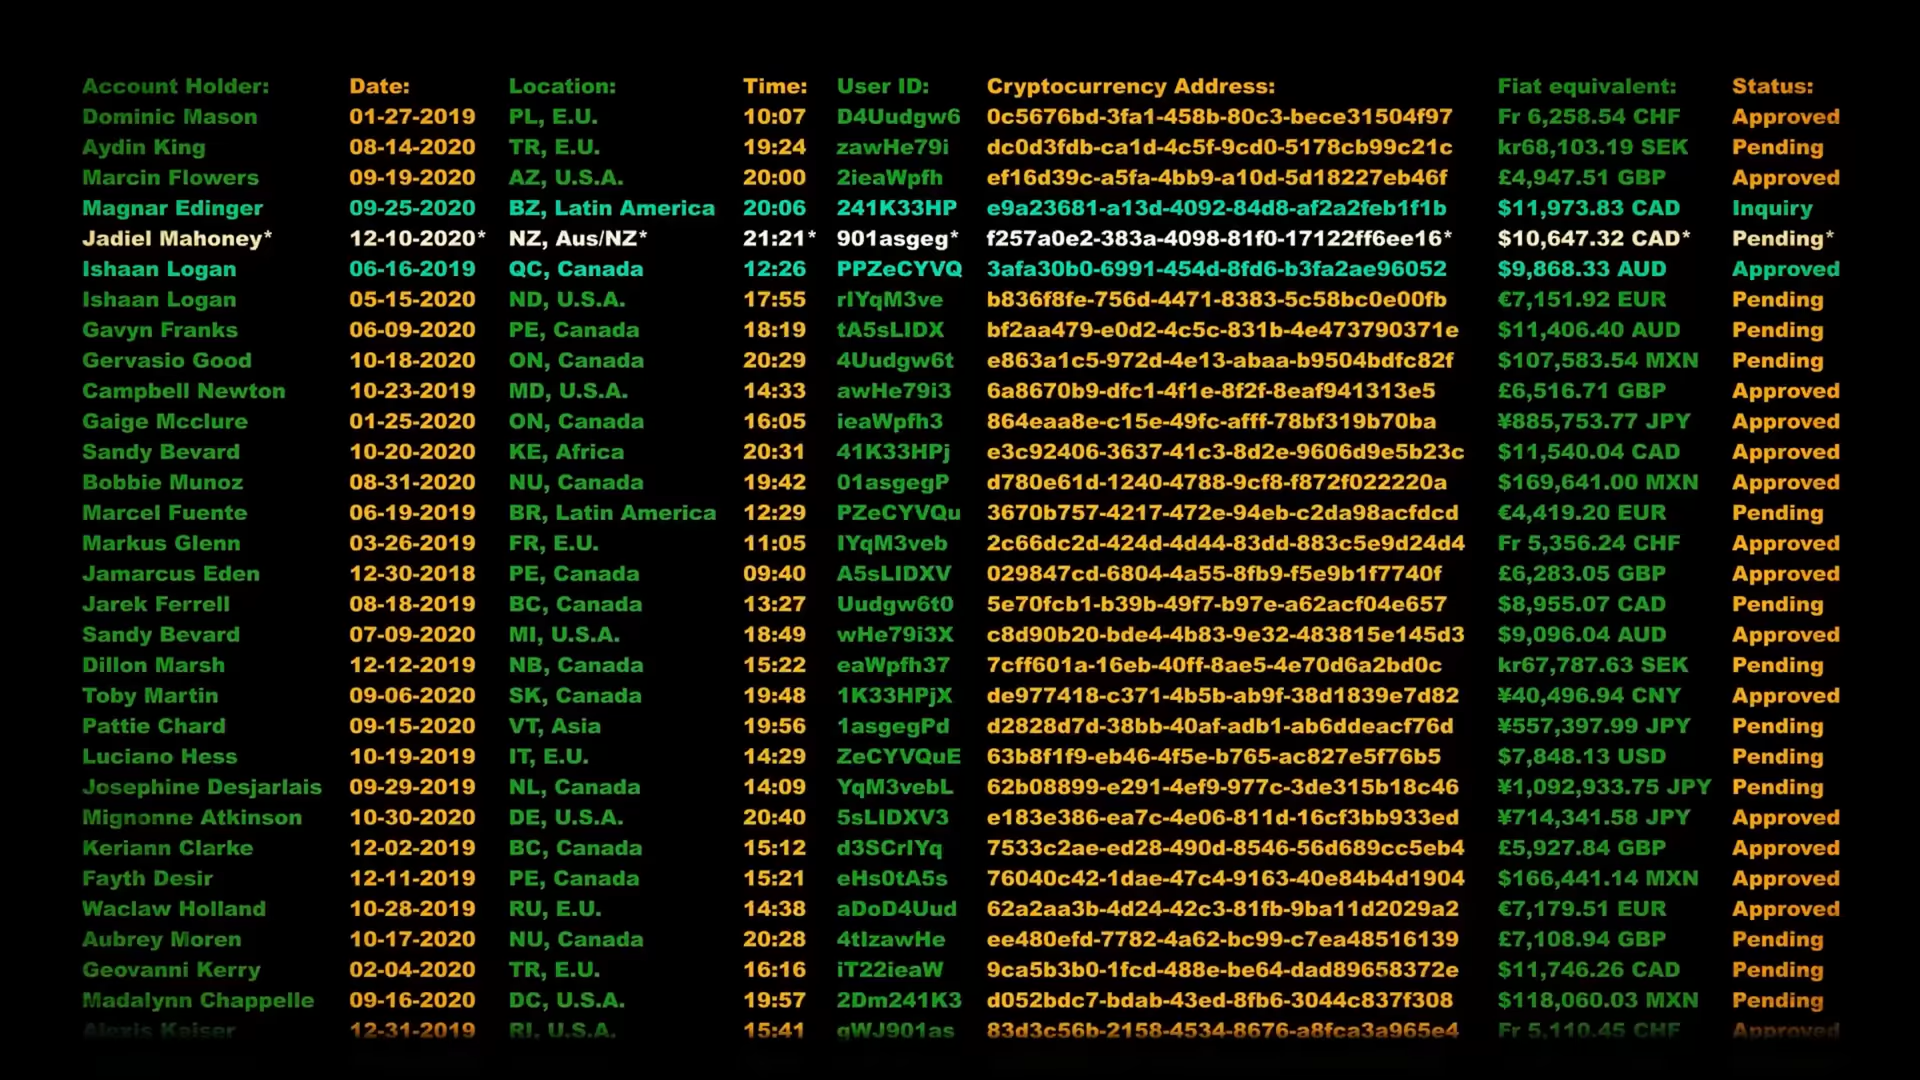 Account Holder: Date: Location: Time: User ID: Cryptocurrency Address: Fiat equivalent: Status:
Dominic Mason 01-27-2019 PL, E.U. 10:07 D4Uudgw6 0c5676bd-3fa1-458b-80c3-bece31504f97 Fr 6,258.54 CHF Approved
Aydin King 08-14-2020 TR, E.U. 19:24 zawHe79i dc0d3fdb-ca1d-4c5f-9cd0-5178cb99c21c kr68,103.19 SEK Pending
Marcin Flowers 09-19-2020 AZ, U.S.A. 20:00 2ieaWpfh ef16d39c-a5fa-4bb9-a10d-5d18227eb46f £4,947.51 GBP Approved
Magnar Edinger 09-25-2020 BZ, Latin America 20:06 241K33HP e9a23681-a13d-4092-84d8-af2a2feb1f1b $11,973.83 CAD Inquiry
Jadiel Mahoney* 12-10-2020* NZ, Aus/NZ* 21:21* 901asgeg* f257a0e2-383a-4098-81f0-17122ff6ee16* $10,647.32 CAD* Pending*
Ishaan Logan 06-16-2019 QC, Canada 12:26 PPZeCYVQ 3afa30b0-6991-454d-8fd6-b3fa2ae96052 $9,868.33 AUD Approved
Ishaan Logan 05-15-2020 ND, U.S.A. 17:55 rIYqM3ve b836f8fe-756d-4471-8383-5c58bc0e00fb €7,151.92 EUR Pending
Gavyn Franks 06-09-2020 PE, Canada 18:19 tA5sLIDX bf2aa479-e0d2-4c5c-831b-4e473790371e $11,406.40 AUD Pending
Gervasio Good 10-18-2020 ON, Canada 20:29 4Uudgw6t e863a1c5-972d-4e13-abaa-b9504bdfc82f $107,583.54 MXN Pending
Campbell Newton 10-23-2019 MD, U.S.A. 14:33 awHe79i3 6a8670b9-dfc1-4f1e-8f2f-8eaf941313e5 £6,516.71 GBP Approved
Gaige Mcclure 01-25-2020 ON, Canada 16:05 ieaWpfh3 864eaa8e-c15e-49fc-afff-78bf319b70ba ¥885,753.77 JPY Approved
Sandy Bevard 10-20-2020 KE, Africa 20:31 41K33HPj e3c92406-3637-41c3-8d2e-9606d9e5b23c $11,540.04 CAD Approved
Bobbie Munoz 08-31-2020 NU, Canada 19:42 01asgegP d780e61d-1240-4788-9cf8-f872f022220a $169,641.00 MXN Approved
Marcel Fuente 06-19-2019 BR, Latin America 12:29 PZeCYVQu 3670b757-4217-472e-94eb-c2da98acfdcd €4,419.20 EUR Pending
Markus Glenn 03-26-2019 FR, E.U. 11:05 IYqM3veb 2c66dc2d-424d-4d44-83dd-883c5e9d24d4 Fr 5,356.24 CHF Approved
Jamarcus Eden 12-30-2018 PE, Canada 09:40 A5sLIDXV 029847cd-6804-4a55-8fb9-f5e9b1f7740f £6,283.05 GBP Approved
Jarek Ferrell 08-18-2019 BC, Canada 13:27 Uudgw6t0 5e70fcb1-b39b-49f7-b97e-a62acf04e657 $8,955.07 CAD Pending
Sandy Bevard 07-09-2020 MI, U.S.A. 18:49 wHe79i3X c8d90b20-bde4-4b83-9e32-483815e145d3 $9,096.04 AUD Approved
Dillon Marsh 12-12-2019 NB, Canada 15:22 eaWpfh37 7cff601a-16eb-40ff-8ae5-4e70d6a2bd0c kr67,787.63 SEK Pending
Toby Martin 09-06-2020 SK, Canada 19:48 1K33HPjX de977418-c371-4b5b-ab9f-38d1839e7d82 ¥40,496.94 CNY Approved
Pattie Chard 09-15-2020 VT, Asia 19:56 1asgegPd d2828d7d-38bb-40af-adb1-ab6ddeacf76d ¥557,397.99 JPY Pending
Luciano Hess 10-19-2019 IT, E.U. 14:29 ZeCYVQuE 63b8f1f9-eb46-4f5e-b765-ac827e5f76b5 $7,848.13 USD Pending
Josephine Desjarlais 09-29-2019 NL, Canada 14:09 YqM3vebL 62b08899-e291-4ef9-977c-3de315b18c46 ¥1,092,933.75 JPY Pending
Mignonne Atkinson 10-30-2020 DE, U.S.A. 20:40 5sLIDXV3 e183e386-ea7c-4e06-811d-16cf3bb933ed ¥714,341.58 JPY Approved
Keriann Clarke 12-02-2019 BC, Canada 15:12 d3SCrIYq 7533c2ae-ed28-490d-8546-56d689cc5eb4 £5,927.84 GBP Approved
Fayth Desir 12-11-2019 PE, Canada 15:21 eHs0tA5s 76040c42-1dae-47c4-9163-40e84b4d1904 $166,441.14 MXN Approved
Waclaw Holland 10-28-2019 RU, E.U. 14:38 aDoD4Uud 62a2aa3b-4d24-42c3-81fb-9ba11d2029a2 €7,179.51 EUR Approved
Aubrey Moren 10-17-2020 NU, Canada 20:28 4tIzawHe ee480efd-7782-4a62-bc99-c7ea48516139 £7,108.94 GBP Pending
Geovanni Kerry 02-04-2020 TR, E.U. 16:16 iT22ieaW 9ca5b3b0-1fcd-488e-be64-dad89658372e $11,746.26 CAD Pending
Madalynn Chappelle 09-16-2020 DC, U.S.A. 19:57 2Dm241K3 d052bdc7-bdab-43ed-8fb6-3044c837f308 $118,060.03 MXN Pending
Alexis Kaiser 12-31-2019 RI, U.S.A. 15:41 gWJ901as 83d3c56b-2158-4534-8676-a8fca3a965e4 Fr 5,110.45 CHF Approved